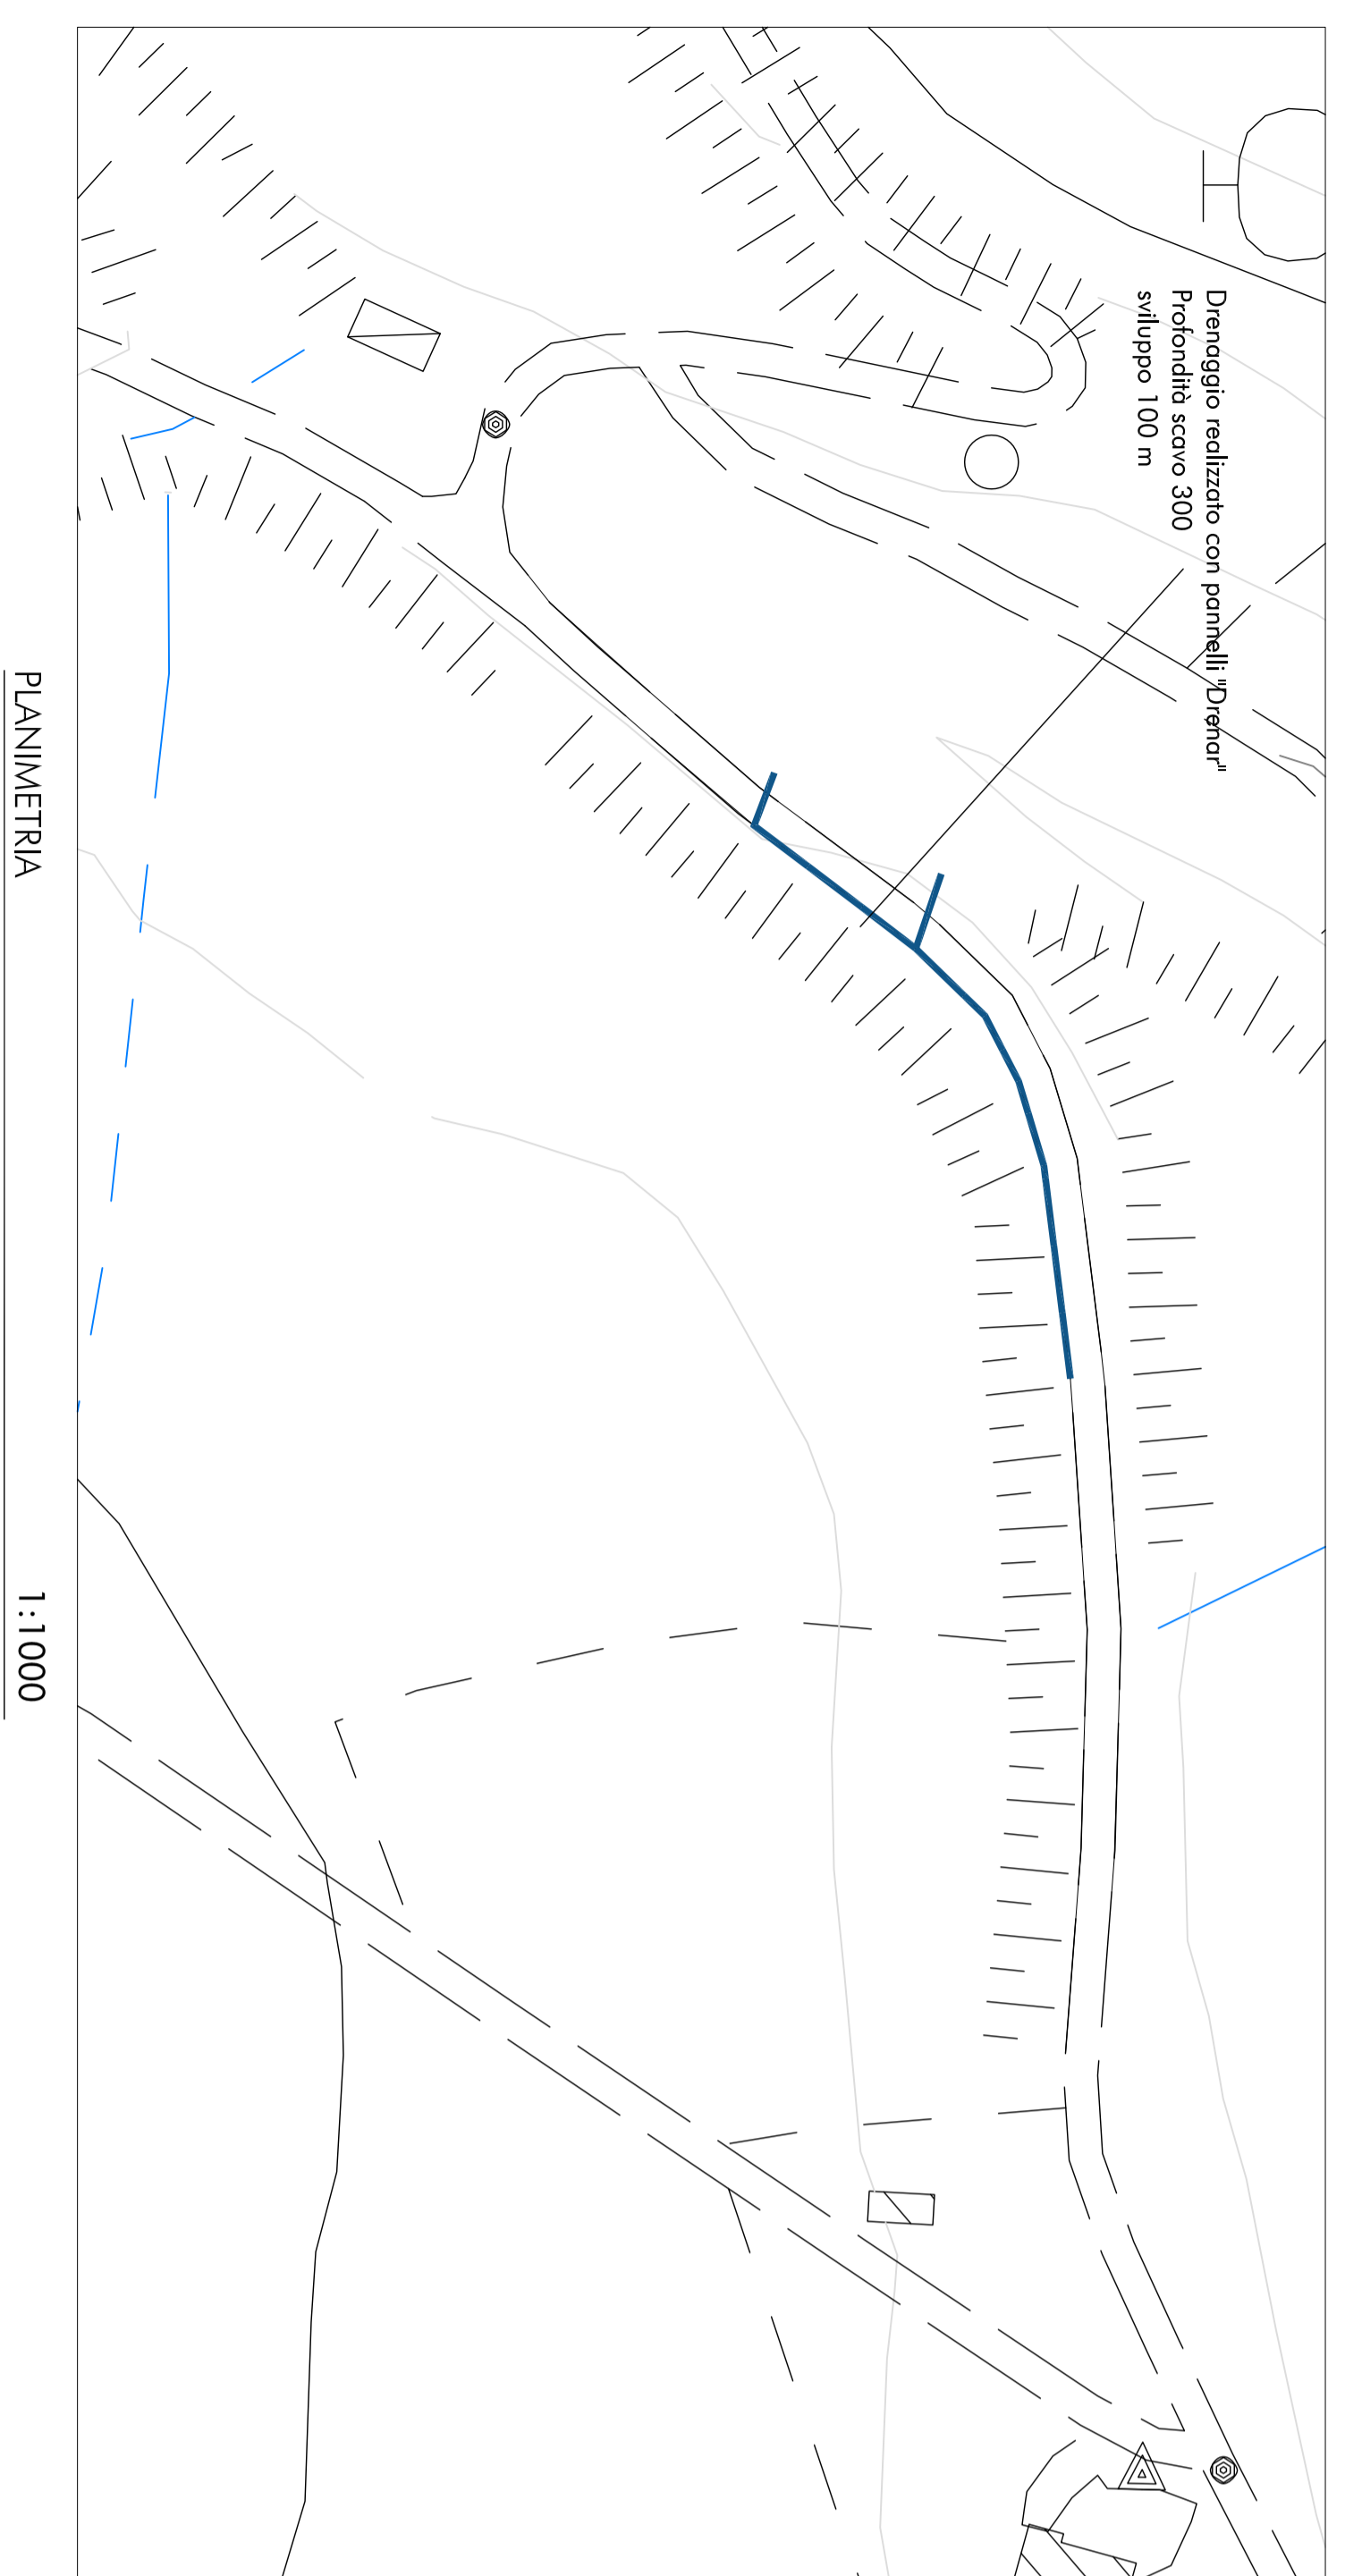 Drenaggio realizzato con pannelli "Drenar"
Profondità scavo 300
sviluppo 100 m
PLANIMETRIA
1:1000